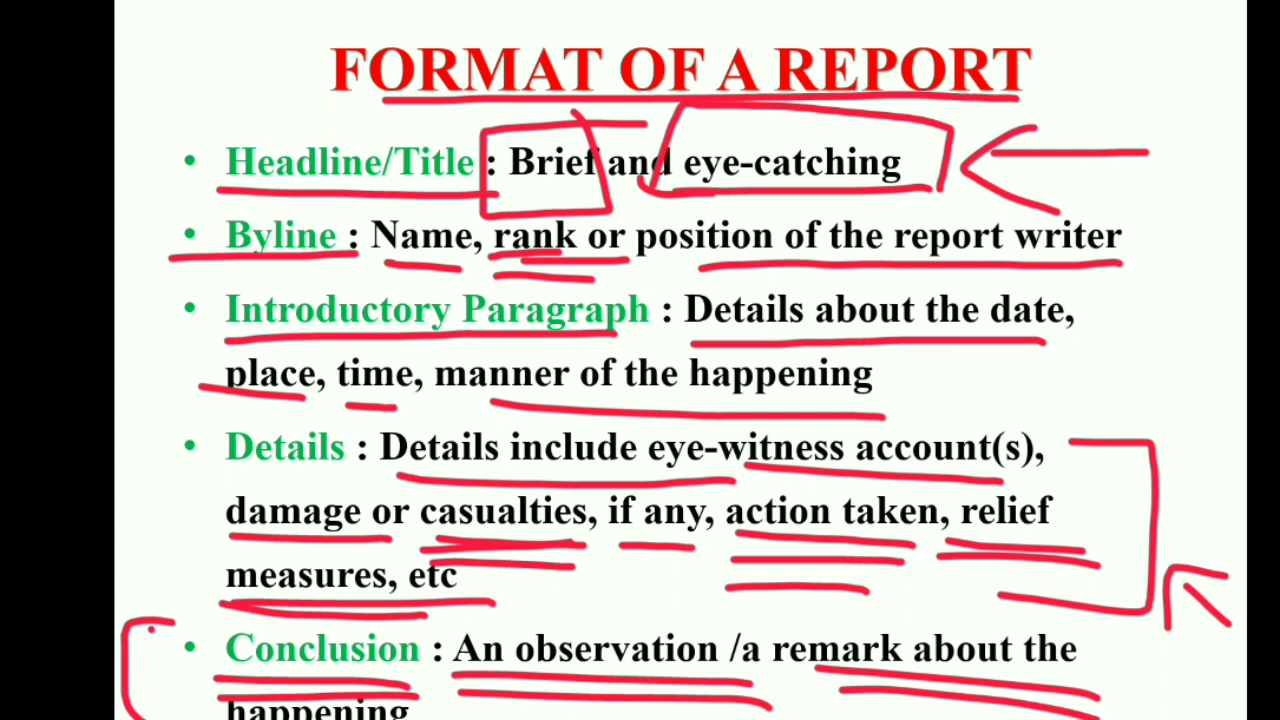 FORMAT OF A REPORT
• Headline/Title : Brief and eye-catching
• Byline : Name, rank or position of the report writer
• Introductory Paragraph : Details about the date,
place, time, manner of the happening
• Details : Details include eye-witness account(s),
damage or casualties, if any, action taken, relief
measures, etc
• Conclusion : An observation /a remark about the
happening